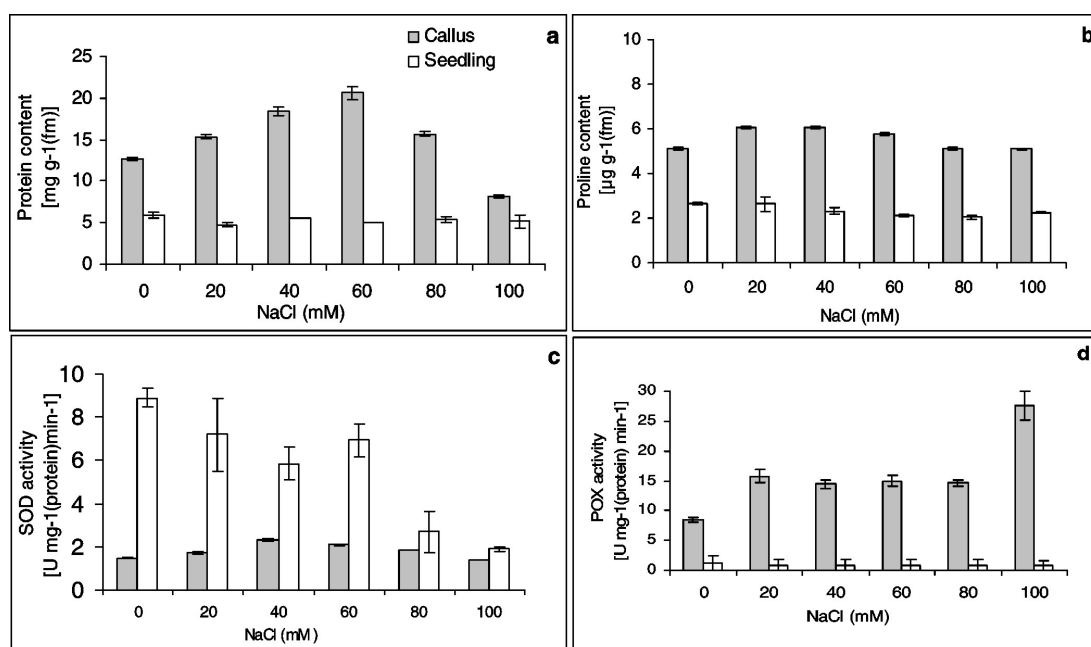 a
Callus
Seedling
Protein content
[mg g-1(fm)]
25
20
15
10
5
0
0 20 40 60 80 100
NaCl (mM)
b
Proline content
[µg g-1(fm)]
10
8
6
4
2
0
0 20 40 60 80 100
NaCl (mM)
c
SOD activity
[U mg-1(protein)min-1]
10
8
6
4
2
0
0 20 40 60 80 100
NaCl (mM)
d
POX activity
[U mg-1(protein) min-1]
30
25
20
15
10
5
0
0 20 40 60 80 100
NaCl (mM)